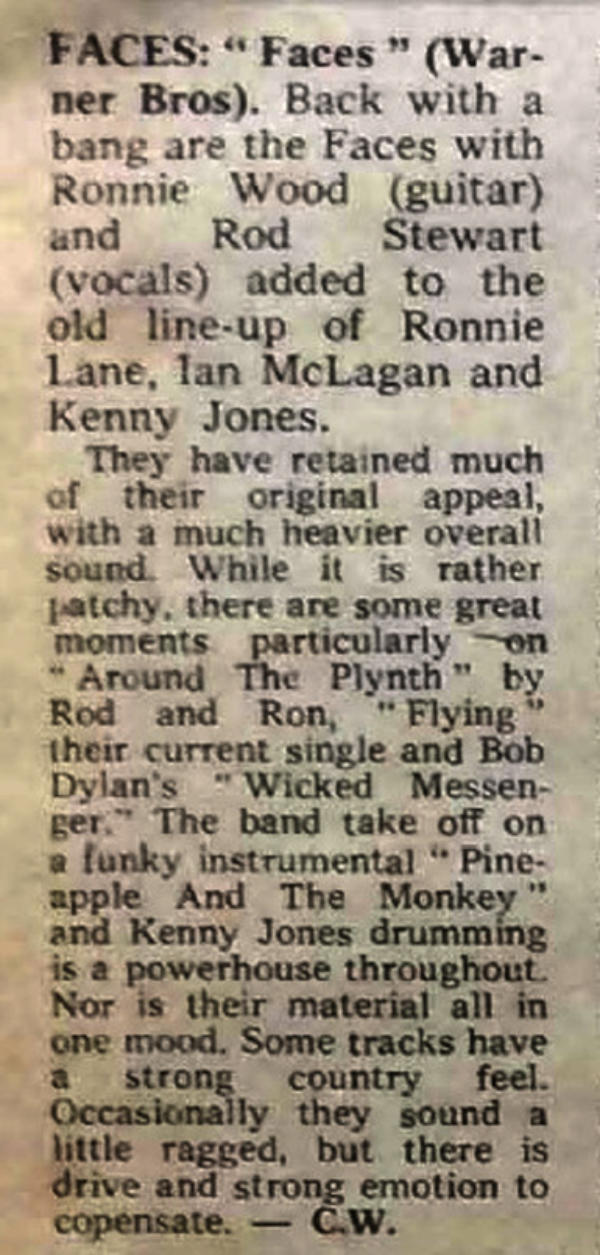 FACES: “ Faces ” (War-
ner Bros). Back with a
bang are the Faces with
Ronnie Wood (guitar)
and Rod Stewart
(vocals) added to the
old line-up of Ronnie
Lane, Ian McLagan and
Kenny Jones.
They have retained much
of their original appeal,
with a much heavier overall
sound. While it is rather
patchy, there are some great
moments particularly —on
“ Around The Plynth ” by
Rod and Ron, “ Flying ”
their current single and Bob
Dylan's “ Wicked Messen-
ger.” The band take off on
a funky instrumental “ Pine-
apple And The Monkey ”
and Kenny Jones drumming
is a powerhouse throughout.
Nor is their material all in
one mood. Some tracks have
a strong country feel.
Occasionally they sound a
little ragged, but there is
drive and strong emotion to
copensate. — C.W.